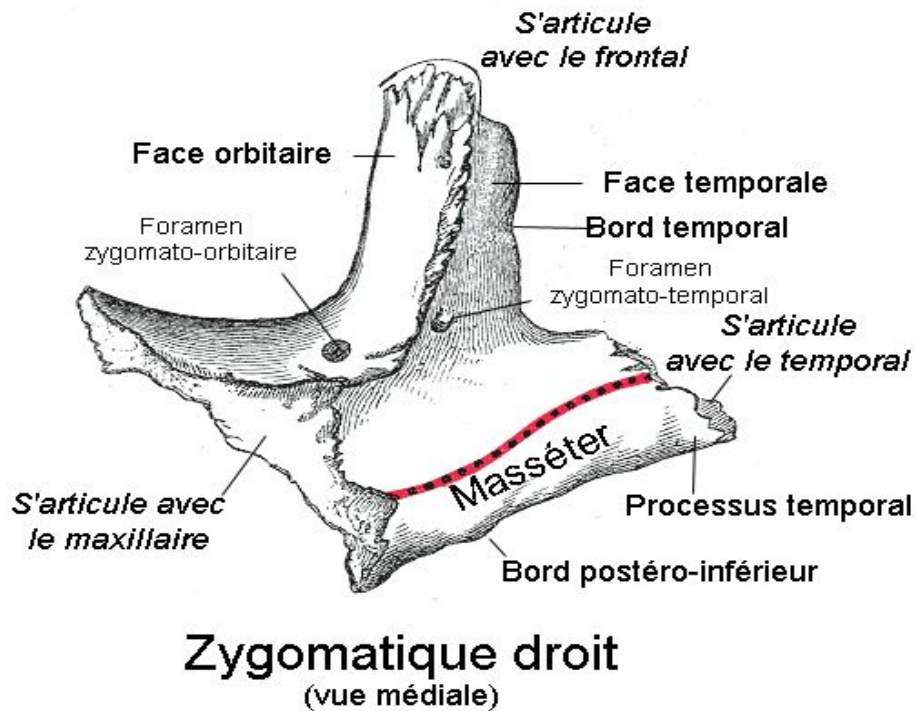 S'articule
avec le frontal
Face orbitaire
Face temporale
Bord temporal
Foramen
zygomato-orbitaire
Foramen
zygomato-temporal
S'articule
avec le temporal
Masséter
S'articule avec
le maxillaire
Processus temporal
Bord postéro-inférieur
Zygomatique droit
(vue médiale)